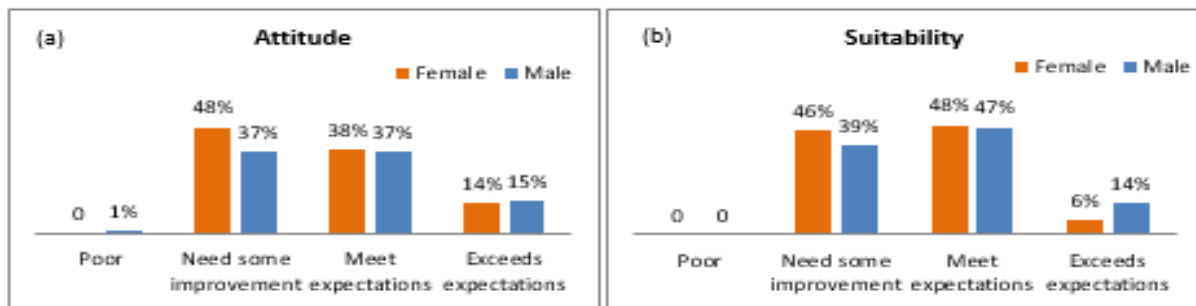 (a) Attitude
Female Male
48%
37%
38% 37%
14% 15%
0 1%
Poor Need some improvement Meet expectations Exceeds expectations
(b) Suitability
Female Male
46%
39%
48% 47%
6%
14%
0 0
Poor Need some improvement Meet expectations Exceeds expectations